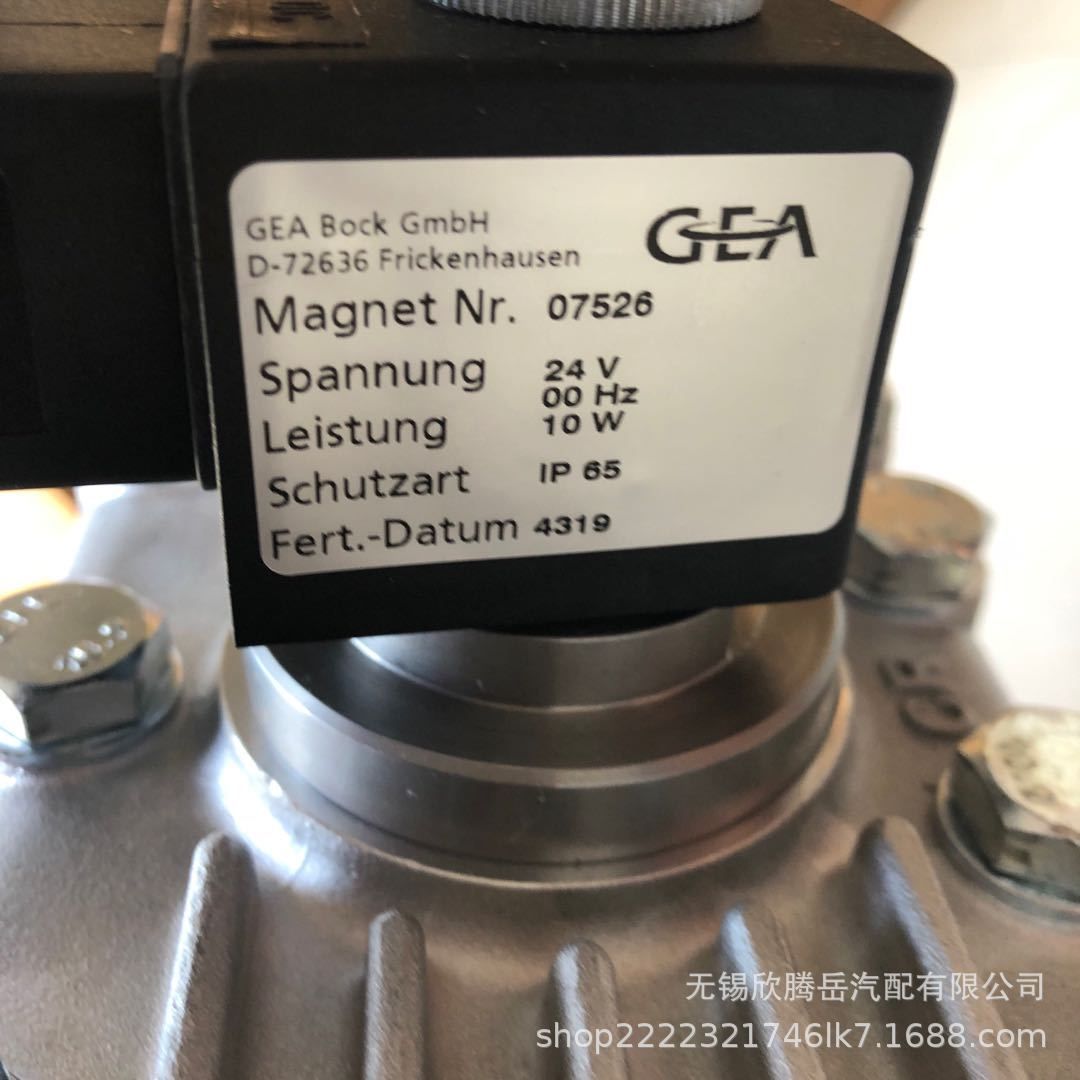 GEA Bock GmbH
D-72636 Frickenhausen
GEA
Magnet Nr. 07526
Spannung 24 V
00 Hz
Leistung 10 W
Schutzart IP 65
Fert.-Datum 4319
无锡欣腾岳汽配有限公司
shop2222321746lk7.1688.com